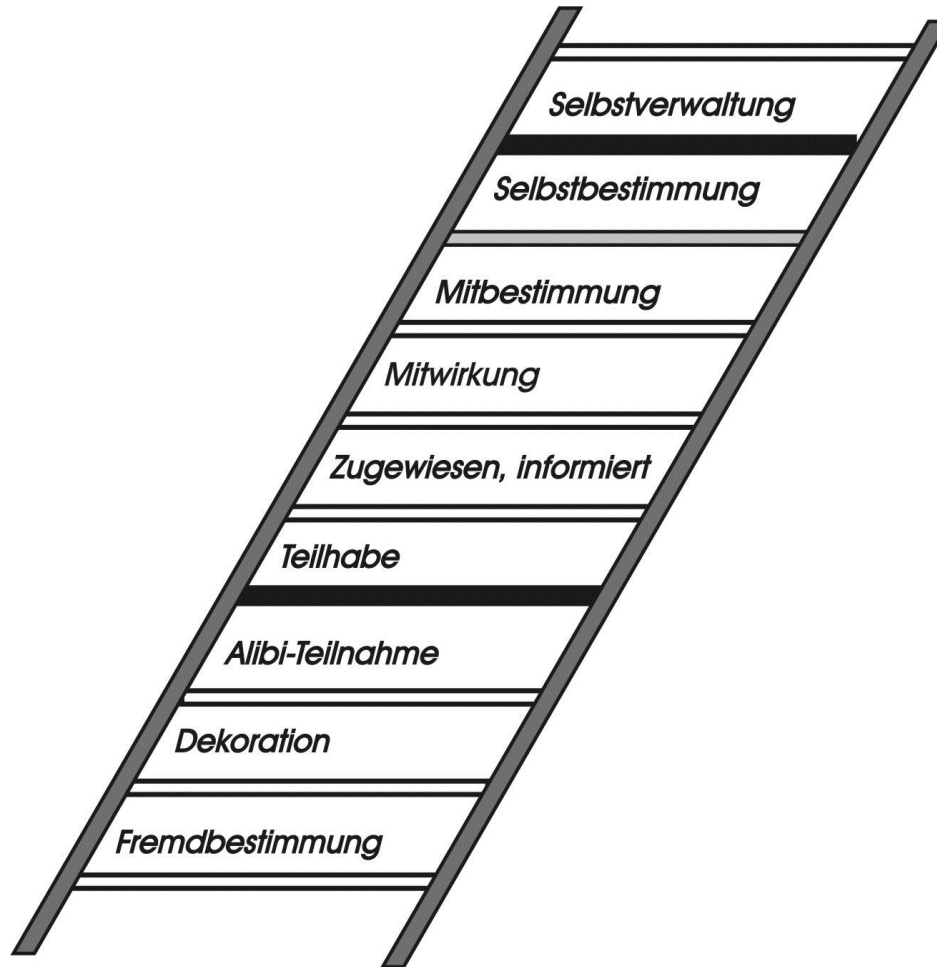 Selbstverwaltung
Selbstbestimmung
Mitbestimmung
Mitwirkung
Zugewiesen, informiert
Teilhabe
Alibi-Teilnahme
Dekoration
Fremdbestimmung